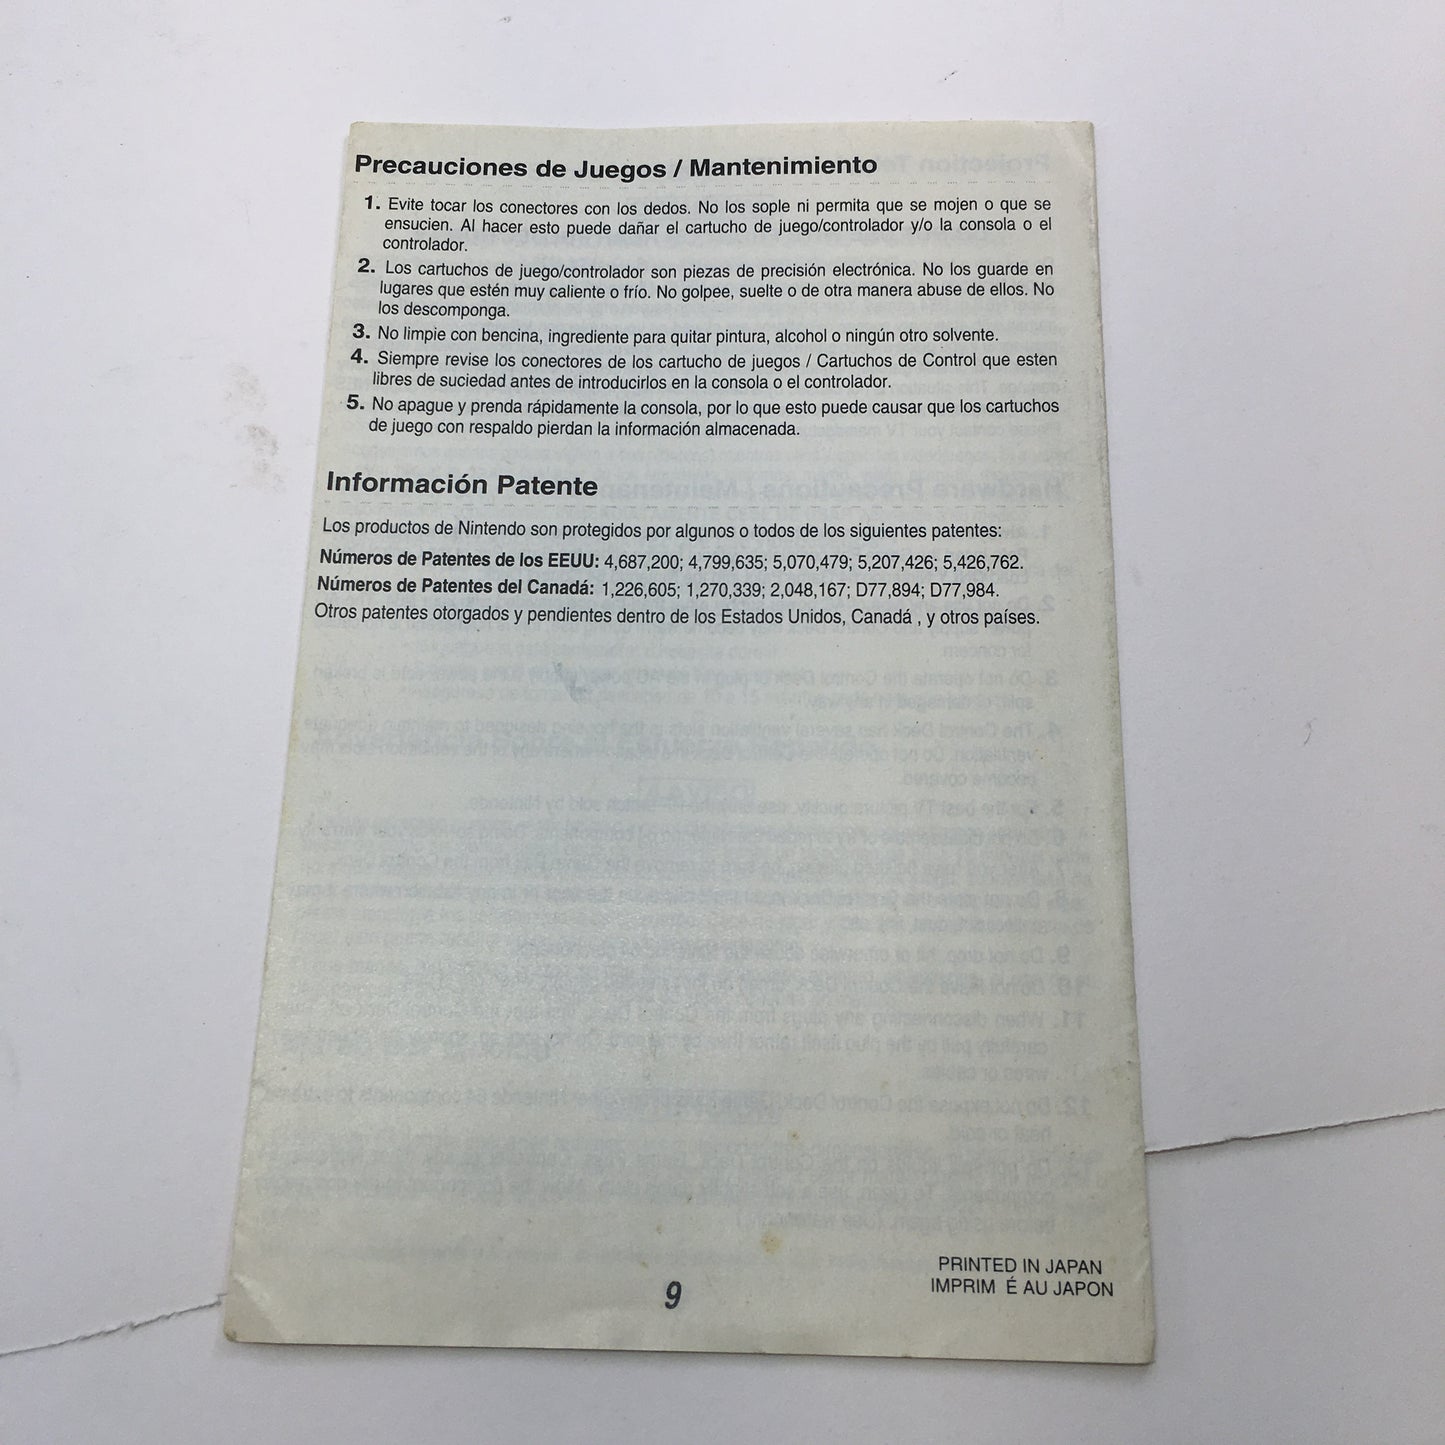 Precauciones de Juegos / Mantenimiento
1. Evite tocar los conectores con los dedos. No los sople ni permita que se mojen o que se
ensucien. Al hacer esto puede dañar el cartucho de juego/controlador y/o la consola o el
controlador.
2. Los cartuchos de juego/controlador son piezas de precisión electrónica. No los guarde en
lugares que estén muy caliente o frío. No golpee, suelte o de otra manera abuse de ellos. No
los descomponga.
3. No limpie con bencina, ingrediente para quitar pintura, alcohol o ningún otro solvente.
4. Siempre revise los conectores de los cartucho de juegos / Cartuchos de Control que esten
libres de suciedad antes de introducirlos en la consola o el controlador.
5. No apague y prenda rápidamente la consola, por lo que esto puede causar que los cartuchos
de juego con respaldo pierdan la información almacenada.
Información Patente
Los productos de Nintendo son protegidos por algunos o todos de los siguientes patentes:
Números de Patentes de los EEUU: 4,687,200; 4,799,635; 5,070,479; 5,207,426; 5,426,762.
Números de Patentes del Canadá: 1,226,605; 1,270,339; 2,048,167; D77,894; D77,984.
Otros patentes otorgados y pendientes dentro de los Estados Unidos, Canadá , y otros países.
PRINTED IN JAPAN
IMPRIM É AU JAPON
9